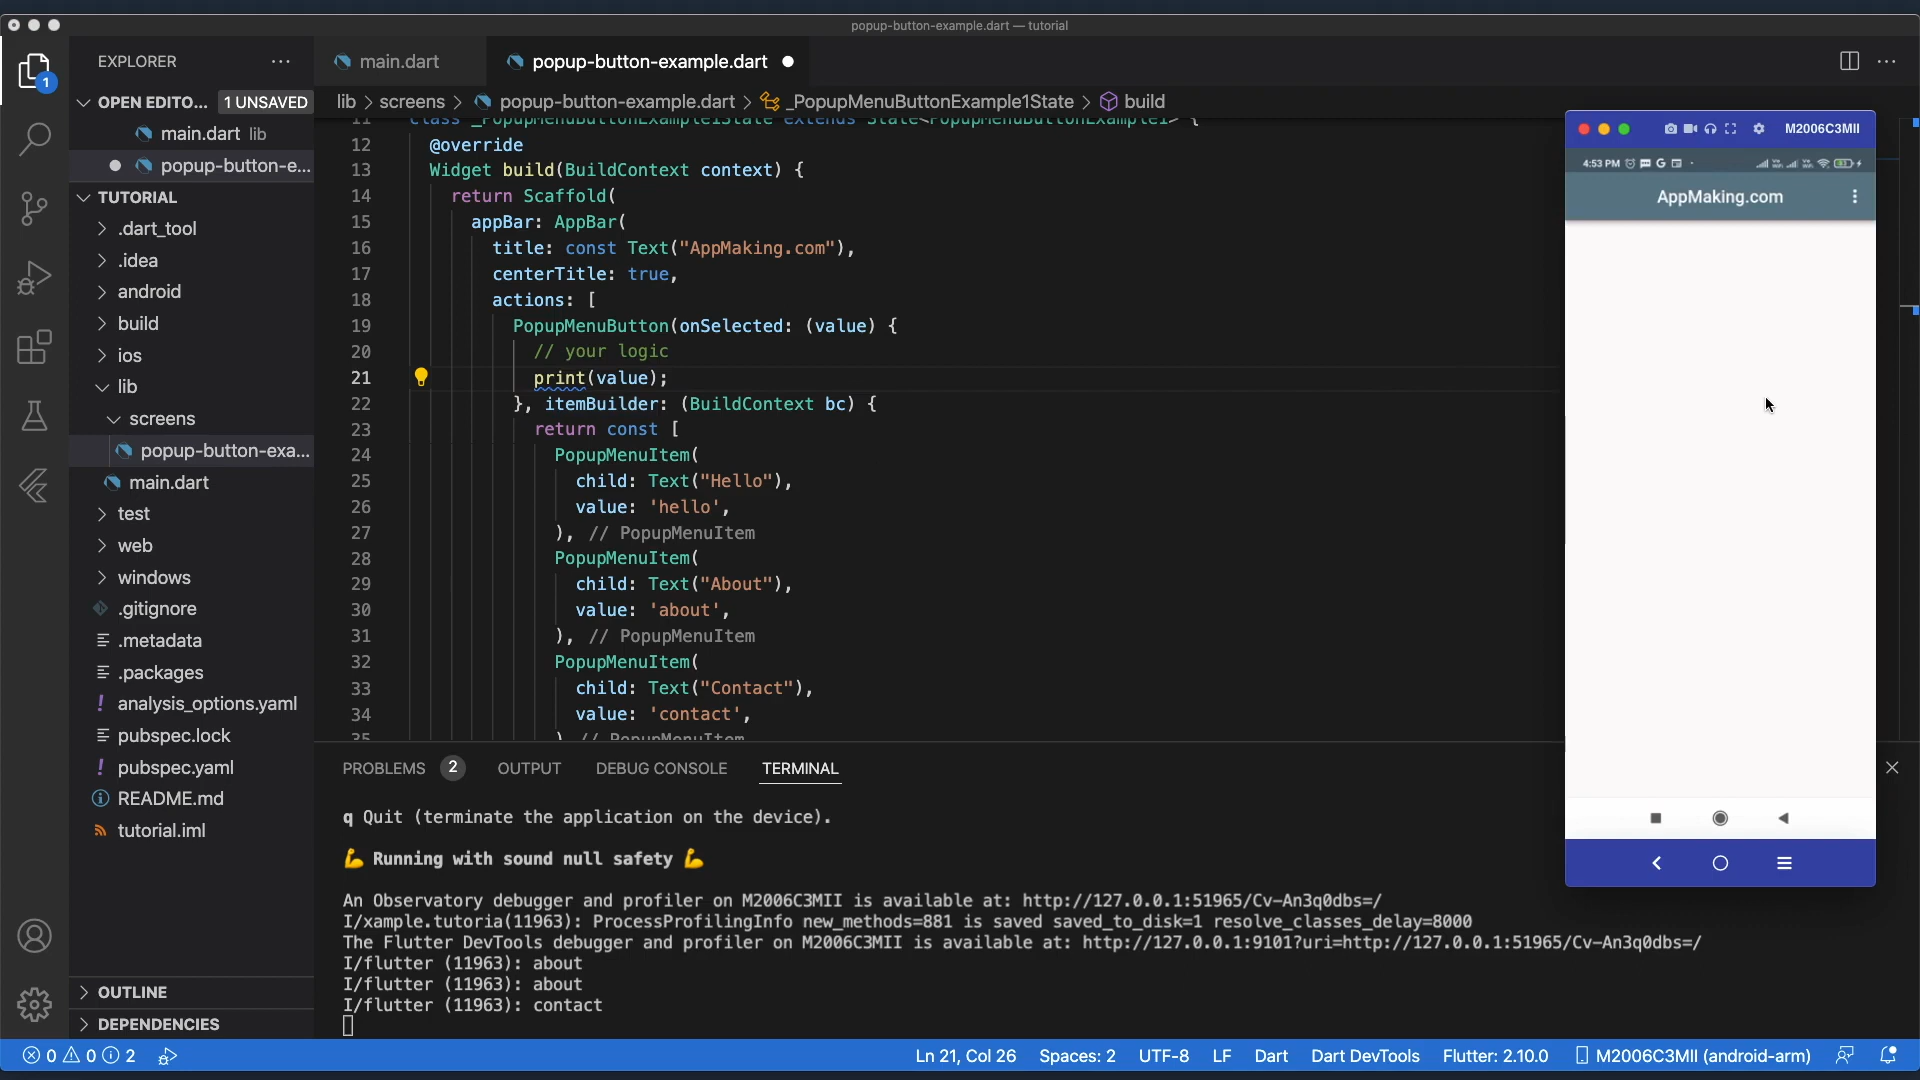 popup-button-example.dart — tutorial
EXPLORER
main.dart
popup-button-example.dart
OPEN EDITO... 1 UNSAVED
main.dart lib
popup-button-e...
TUTORIAL
.dart_tool
.idea
android
build
ios
lib
screens
popup-button-exa...
main.dart
test
web
windows
.gitignore
.metadata
.packages
analysis_options.yaml
pubspec.lock
pubspec.yaml
README.md
tutorial.iml
OUTLINE
DEPENDENCIES
1
lib > screens > popup-button-example.dart > _PopupMenuButtonExample1State > build
11 class _PopupMenuButtonExample1State extends State<PopupMenuButtonExample1> {
12 @override
13 Widget build(BuildContext context) {
14 return Scaffold(
15 appBar: AppBar(
16 title: const Text("AppMaking.com"),
17 centerTitle: true,
18 actions: [
19 PopupMenuButton(onSelected: (value) {
20 // your logic
21 print(value);
22 }, itemBuilder: (BuildContext bc) {
23 return const [
24 PopupMenuItem(
25 child: Text("Hello"),
26 value: 'hello',
27 ), // PopupMenuItem
28 PopupMenuItem(
29 child: Text("About"),
30 value: 'about',
31 ), // PopupMenuItem
32 PopupMenuItem(
33 child: Text("Contact"),
34 value: 'contact',
35 ) // PopupMenuItem
M2006C3MII
4:53 PM
AppMaking.com
PROBLEMS 2 OUTPUT DEBUG CONSOLE TERMINAL
q Quit (terminate the application on the device).
Running with sound null safety
An Observatory debugger and profiler on M2006C3MII is available at: http://127.0.0.1:51965/Cv-An3q0dbs=/
I/xample.tutoria(11963): ProcessProfilingInfo new_methods=881 is saved saved_to_disk=1 resolve_classes_delay=8000
The Flutter DevTools debugger and profiler on M2006C3MII is available at: http://127.0.0.1:9101?uri=http://127.0.0.1:51965/Cv-An3q0dbs=/
I/flutter (11963): about
I/flutter (11963): about
I/flutter (11963): contact
0 0 2 Ln 21, Col 26 Spaces: 2 UTF-8 LF Dart Dart DevTools Flutter: 2.10.0 M2006C3MII (android-arm)